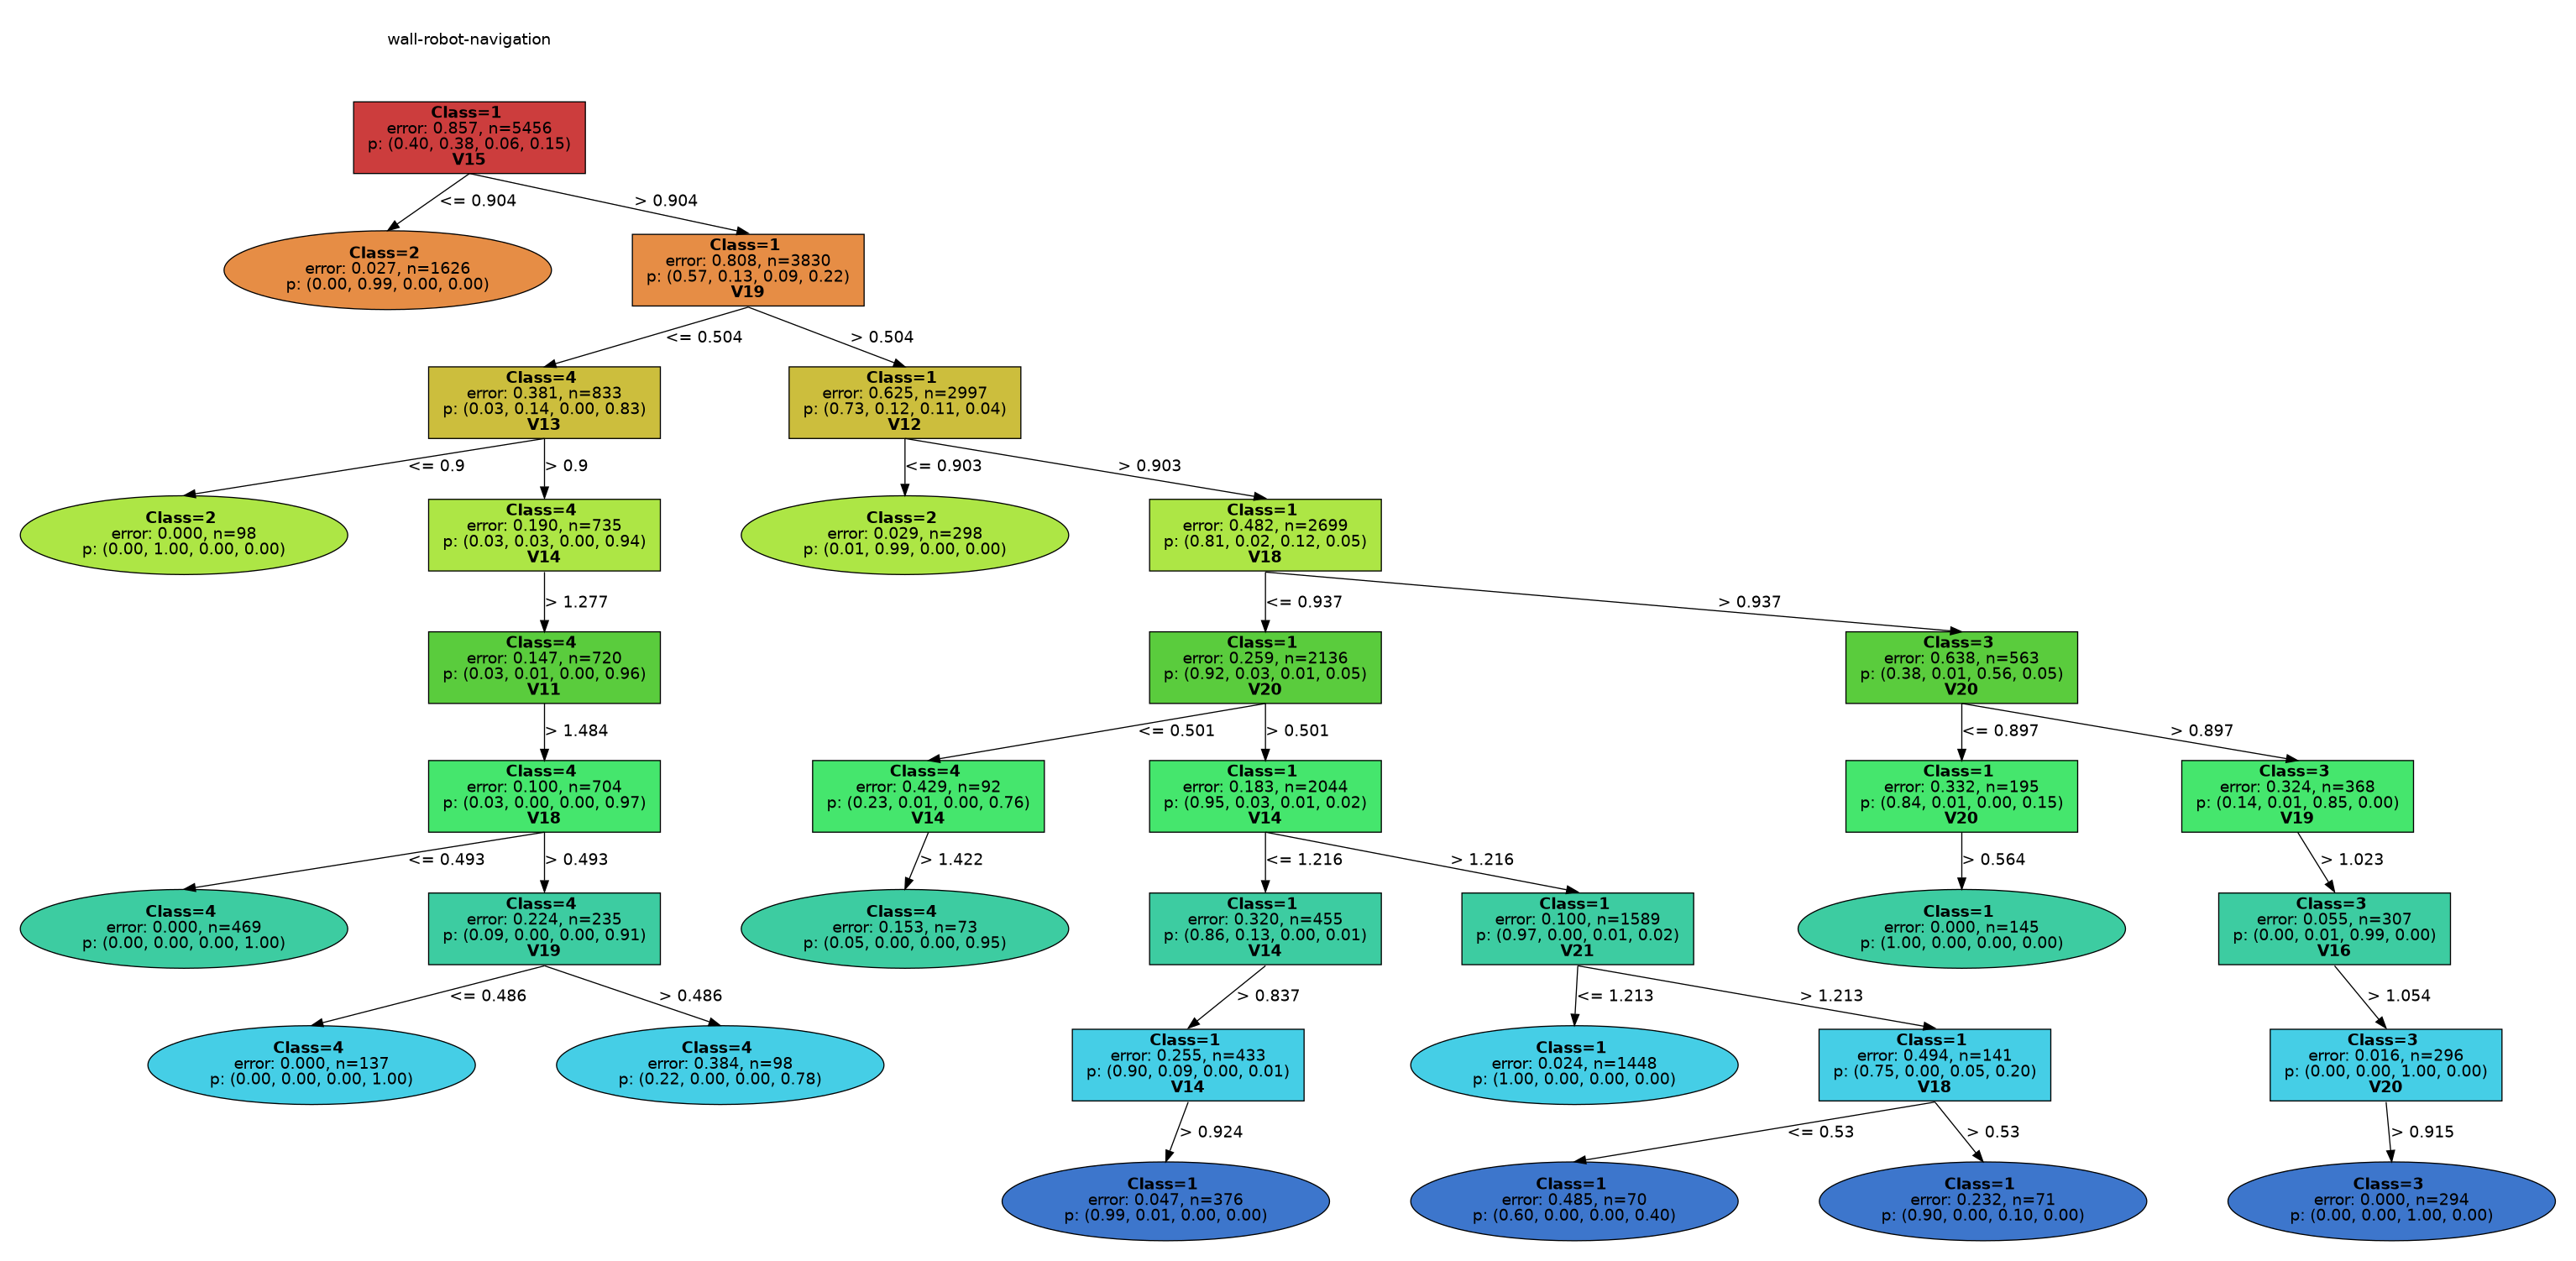 wall-robot-navigation
Class=1
error: 0.857, n=5456
p: (0.40, 0.38, 0.06, 0.15)
V15
<= 0.904
> 0.904
Class=2
error: 0.027, n=1626
p: (0.00, 0.99, 0.00, 0.00)
Class=1
error: 0.808, n=3830
p: (0.57, 0.13, 0.09, 0.22)
V19
<= 0.504
> 0.504
Class=4
error: 0.381, n=833
p: (0.03, 0.14, 0.00, 0.83)
V13
Class=1
error: 0.625, n=2997
p: (0.73, 0.12, 0.11, 0.04)
V12
<= 0.9
> 0.9
<= 0.903
> 0.903
Class=2
error: 0.000, n=98
p: (0.00, 1.00, 0.00, 0.00)
Class=4
error: 0.190, n=735
p: (0.03, 0.03, 0.00, 0.94)
V14
Class=2
error: 0.029, n=298
p: (0.01, 0.99, 0.00, 0.00)
Class=1
error: 0.482, n=2699
p: (0.81, 0.02, 0.12, 0.05)
V18
> 1.277
<= 0.937
> 0.937
Class=4
error: 0.147, n=720
p: (0.03, 0.01, 0.00, 0.96)
V11
Class=1
error: 0.259, n=2136
p: (0.92, 0.03, 0.01, 0.05)
V20
Class=3
error: 0.638, n=563
p: (0.38, 0.01, 0.56, 0.05)
V20
> 1.484
<= 0.501
> 0.501
<= 0.897
> 0.897
Class=4
error: 0.100, n=704
p: (0.03, 0.00, 0.00, 0.97)
V18
Class=4
error: 0.429, n=92
p: (0.23, 0.01, 0.00, 0.76)
V14
Class=1
error: 0.183, n=2044
p: (0.95, 0.03, 0.01, 0.02)
V14
Class=1
error: 0.332, n=195
p: (0.84, 0.01, 0.00, 0.15)
V20
Class=3
error: 0.324, n=368
p: (0.14, 0.01, 0.85, 0.00)
V19
<= 0.493
> 0.493
> 1.422
<= 1.216
> 1.216
> 0.564
> 1.023
Class=4
error: 0.000, n=469
p: (0.00, 0.00, 0.00, 1.00)
Class=4
error: 0.224, n=235
p: (0.09, 0.00, 0.00, 0.91)
V19
Class=4
error: 0.153, n=73
p: (0.05, 0.00, 0.00, 0.95)
Class=1
error: 0.320, n=455
p: (0.86, 0.13, 0.00, 0.01)
V14
Class=1
error: 0.100, n=1589
p: (0.97, 0.00, 0.01, 0.02)
V21
Class=1
error: 0.000, n=145
p: (1.00, 0.00, 0.00, 0.00)
Class=3
error: 0.055, n=307
p: (0.00, 0.01, 0.99, 0.00)
V16
<= 0.486
> 0.486
> 0.837
<= 1.213
> 1.213
> 1.054
Class=4
error: 0.000, n=137
p: (0.00, 0.00, 0.00, 1.00)
Class=4
error: 0.384, n=98
p: (0.22, 0.00, 0.00, 0.78)
Class=1
error: 0.255, n=433
p: (0.90, 0.09, 0.00, 0.01)
V14
Class=1
error: 0.024, n=1448
p: (1.00, 0.00, 0.00, 0.00)
Class=1
error: 0.494, n=141
p: (0.75, 0.00, 0.05, 0.20)
V18
Class=3
error: 0.016, n=296
p: (0.00, 0.00, 1.00, 0.00)
V20
> 0.924
<= 0.53
> 0.53
> 0.915
Class=1
error: 0.047, n=376
p: (0.99, 0.01, 0.00, 0.00)
Class=1
error: 0.485, n=70
p: (0.60, 0.00, 0.00, 0.40)
Class=1
error: 0.232, n=71
p: (0.90, 0.00, 0.10, 0.00)
Class=3
error: 0.000, n=294
p: (0.00, 0.00, 1.00, 0.00)